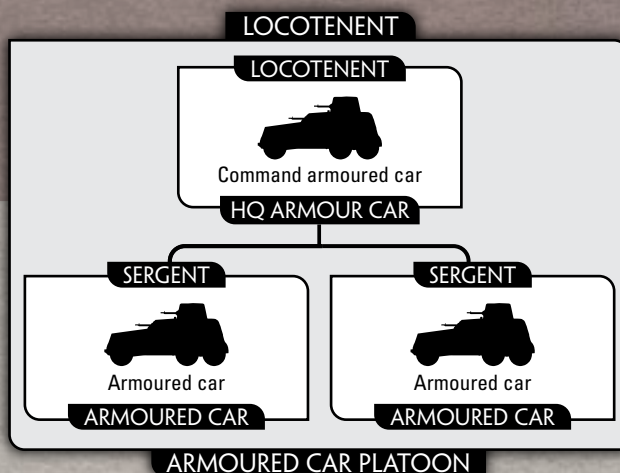 LOCOTENENT
LOCOTENENT
Command armoured car
HQ ARMOUR CAR
SERGENT
Armoured car
ARMOURED CAR
SERGENT
Armoured car
ARMOURED CAR
ARMOURED CAR PLATOON